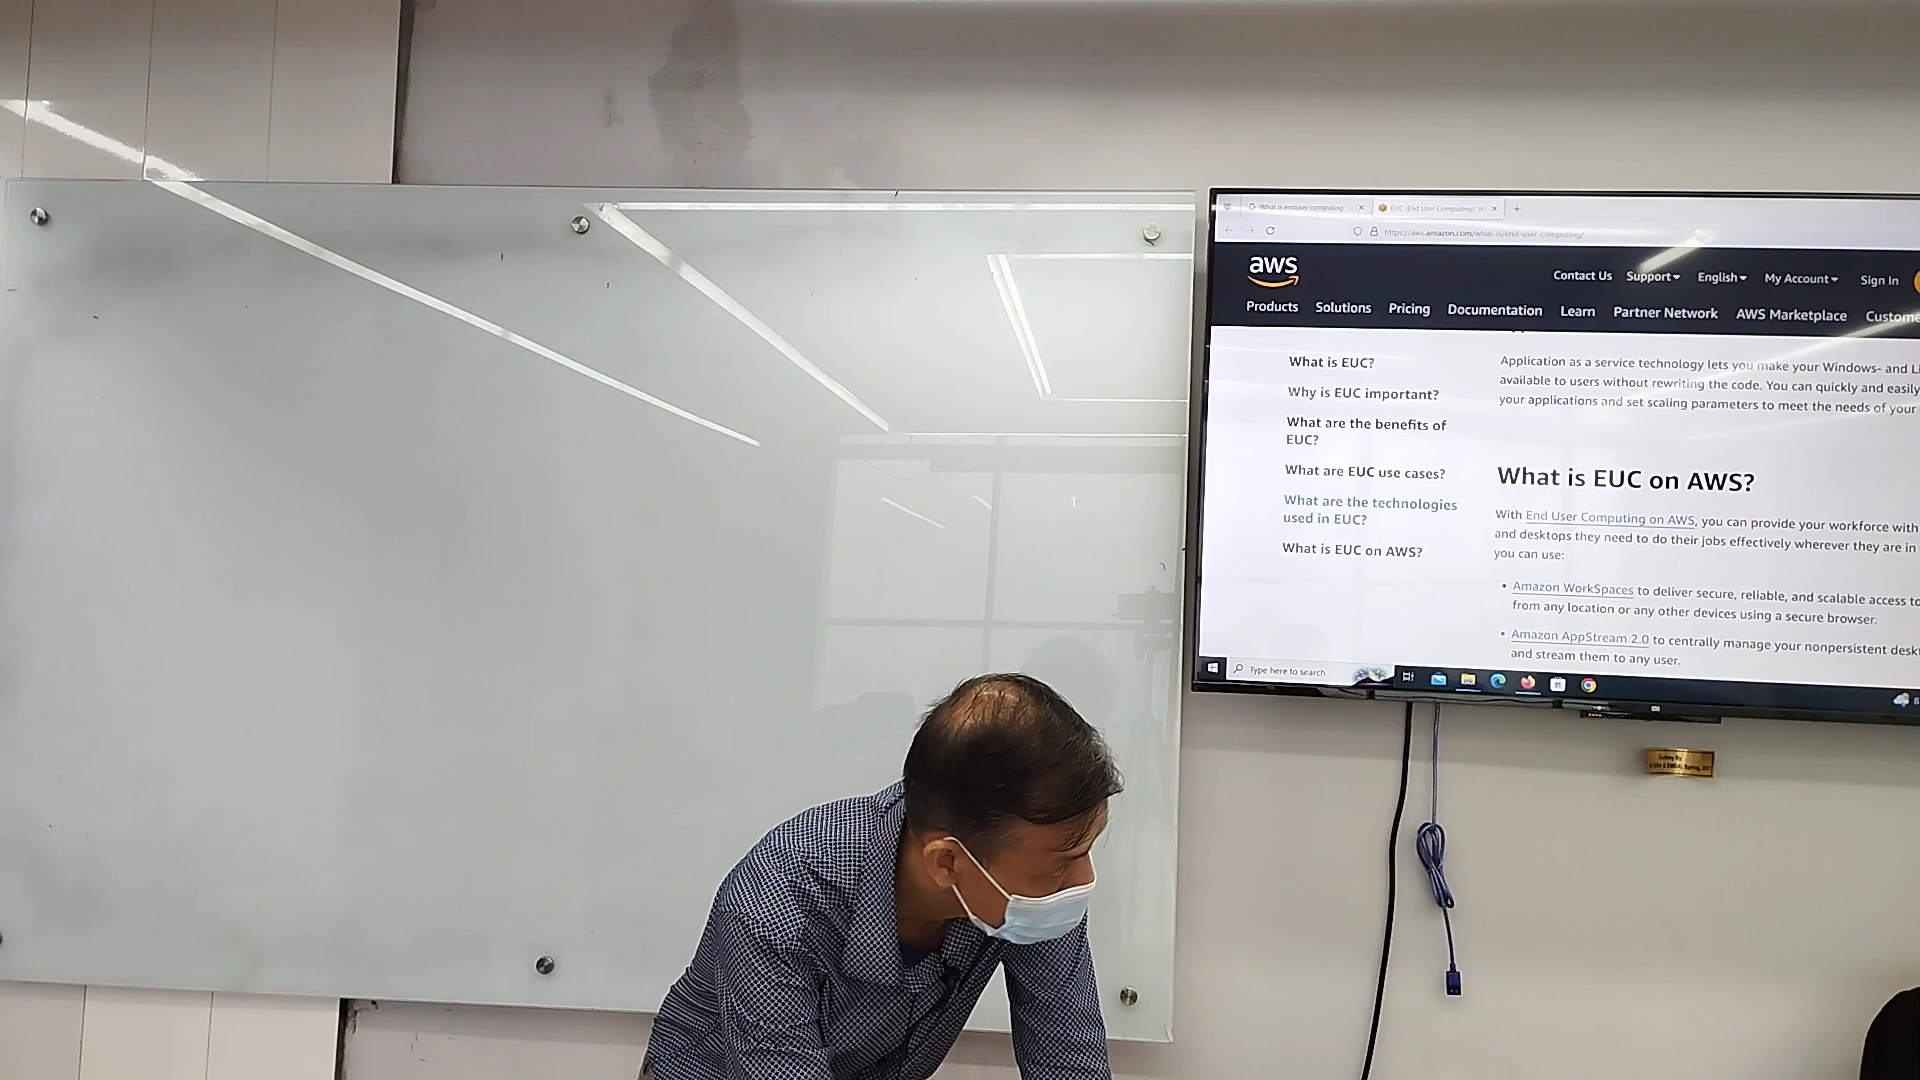 What is enduser computing
EUC (End User Computing) W
https://aws.amazon.com/what-is/end-user-computing/
aws
Contact Us Support English My Account Sign In
Products Solutions Pricing Documentation Learn Partner Network AWS Marketplace Custome
What is EUC?
Why is EUC important?
What are the benefits of
EUC?
What are EUC use cases?
What are the technologies
used in EUC?
What is EUC on AWS?
Application as a service technology lets you make your Windows- and Li
available to users without rewriting the code. You can quickly and easily
your applications and set scaling parameters to meet the needs of your
What is EUC on AWS?
With End User Computing on AWS, you can provide your workforce with
and desktops they need to do their jobs effectively wherever they are in
you can use:
• Amazon WorkSpaces to deliver secure, reliable, and scalable access to
from any location or any other devices using a secure browser.
• Amazon AppStream 2.0 to centrally manage your nonpersistent desk
and stream them to any user.
Type here to search
8